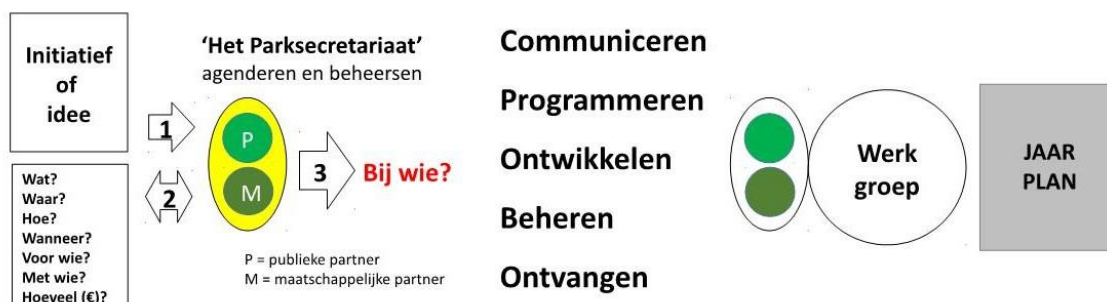 Initiatief
of
idee
Wat?
Waar?
Hoe?
Wanneer?
Voor wie?
Met wie?
Hoeveel (€)?
1
2
‘Het Parksecretariaat’
agenderen en beheersen
P
M
P = publieke partner
M = maatschappelijke partner
3
Bij wie?
Communiceren
Programmeren
Ontwikkelen
Beheren
Ontvangen
Werk
groep
JAAR
PLAN